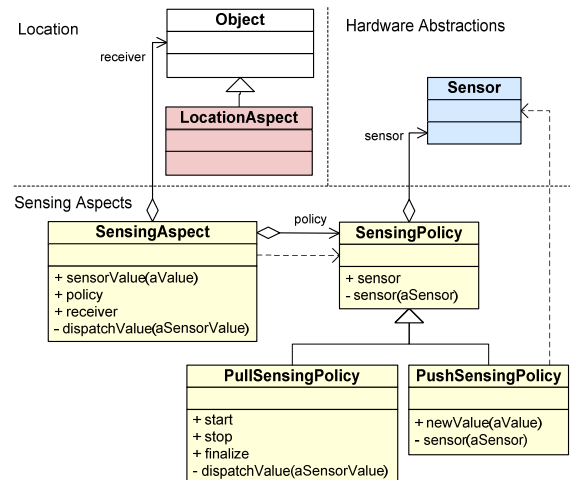 Location
Object
Hardware Abstractions
receiver
Sensor
LocationAspect
sensor
Sensing Aspects
policy
SensingAspect
SensingPolicy
+ sensorValue(aValue)
+ policy
+ receiver
- dispatchValue(aSensorValue)
+ sensor
- sensor(aSensor)
PullSensingPolicy
PushSensingPolicy
+ start
+ stop
+ finalize
- dispatchValue(aSensorValue)
+ newValue(aValue)
- sensor(aSensor)